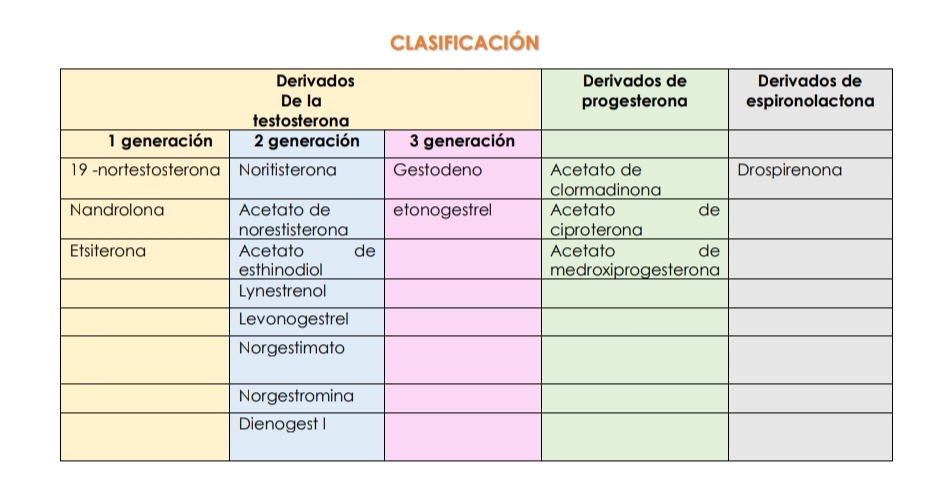 CLASIFICACIÓN
Derivados
De la
testosterona
Derivados de
progesterona
Derivados de
espironolactona
1 generación
2 generación
3 generación
19 -nortestosterona
Noritisterona
Gestodeno
Acetato de
clormadinona
Drospirenona
Nandrolona
Acetato de
norestisterona
etonogestrel
Acetato de
ciproterona
Etsiterona
Acetato de
esthinodiol
Acetato de
medroxiprogesterona
Lynestrenol
Levonogestrel
Norgestimato
Norgestromina
Dienogest l